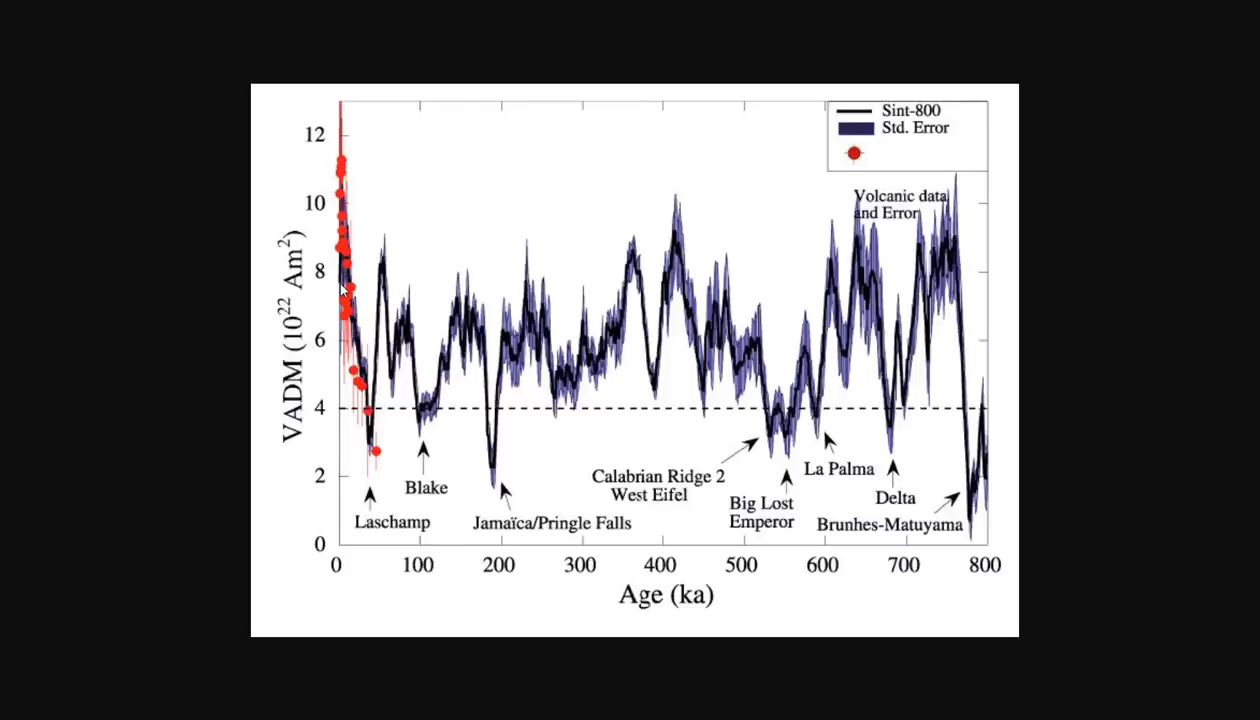 Sint-800
Std. Error
Volcanic data
and Error
12
10
8
6
4
2
0
VADM (10²² Am²)
Calabrian Ridge 2
West Eifel
La Palma
Blake
Big Lost
Emperor
Delta
Laschamp
Jamaïca/Pringle Falls
Brunhes-Matuyama
0 100 200 300 400 500 600 700 800
Age (ka)